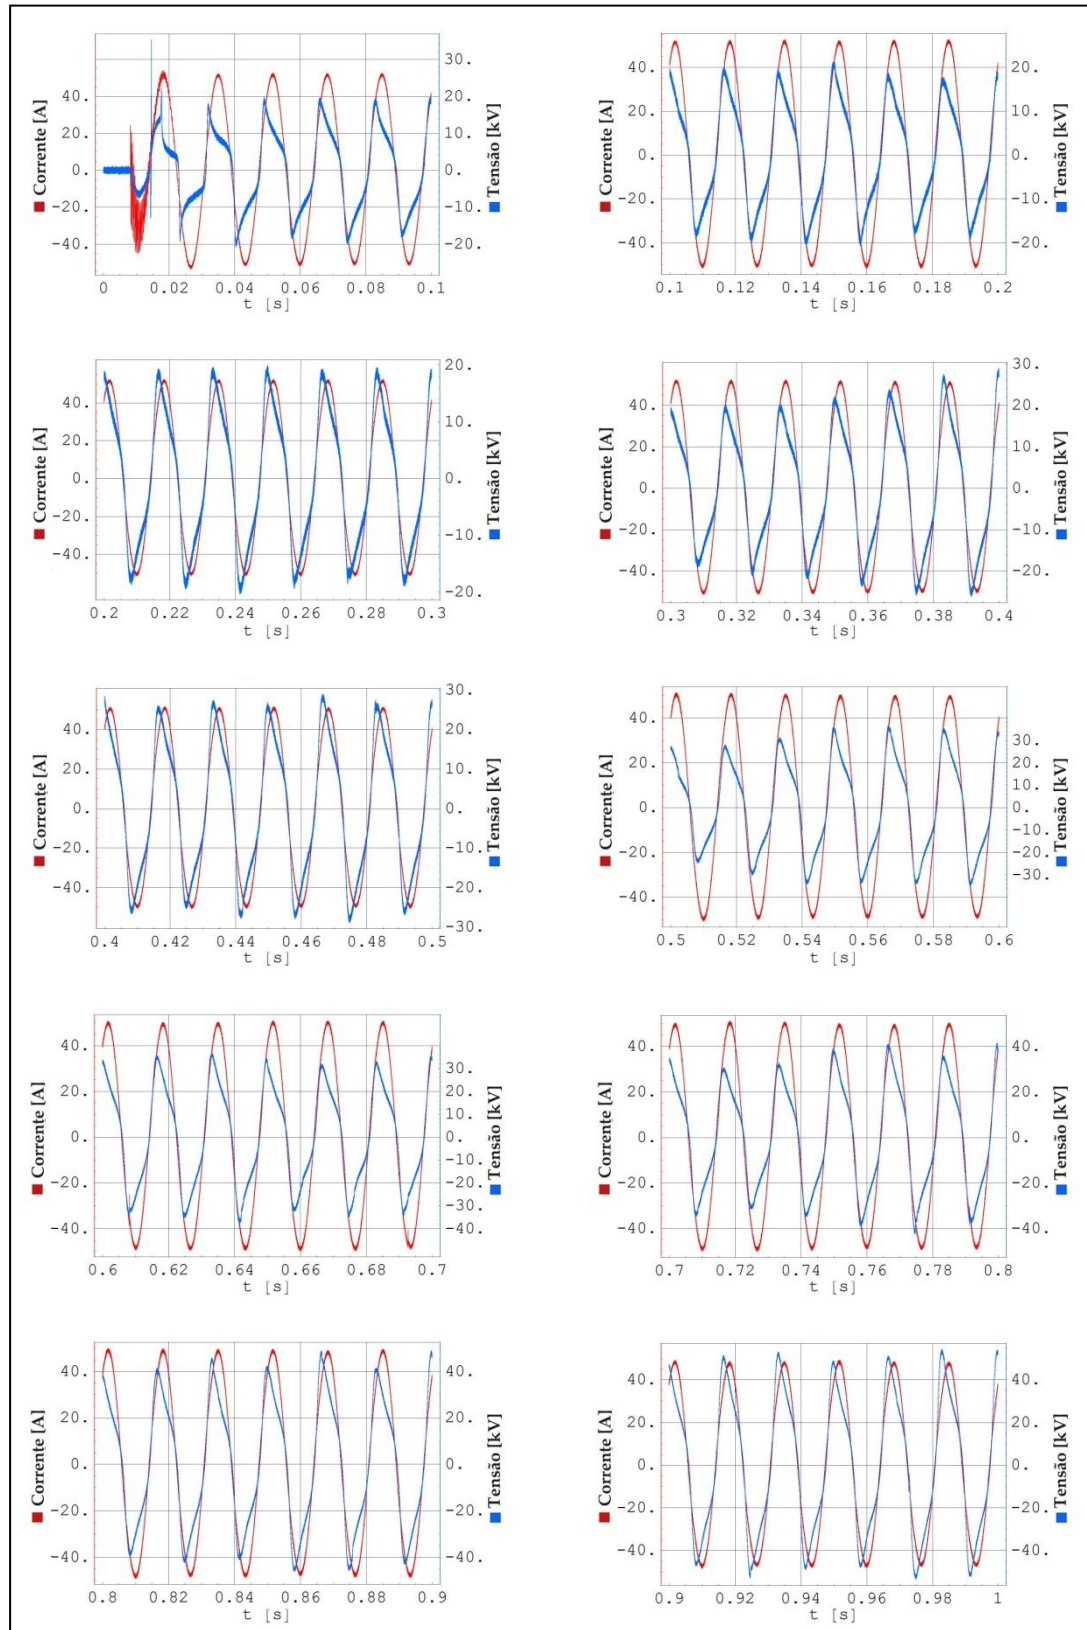 Corrente [A]
40.
20.
0.
-20.
-40.
30.
20.
10.
0.
-10.
-20.
Tensão [kV]
0 0.02 0.04 0.06 0.08 0.1
t [s]
Corrente [A]
40.
20.
0.
-20.
-40.
20.
10.
0.
-10.
-20.
Tensão [kV]
0.1 0.12 0.14 0.16 0.18 0.2
t [s]
Corrente [A]
40.
20.
0.
-20.
-40.
20.
10.
0.
-10.
-20.
Tensão [kV]
0.2 0.22 0.24 0.26 0.28 0.3
t [s]
Corrente [A]
40.
20.
0.
-20.
-40.
30.
20.
10.
0.
-10.
-20.
Tensão [kV]
0.3 0.32 0.34 0.36 0.38 0.4
t [s]
Corrente [A]
40.
20.
0.
-20.
-40.
30.
20.
10.
0.
-10.
-20.
-30.
Tensão [kV]
0.4 0.42 0.44 0.46 0.48 0.5
t [s]
Corrente [A]
40.
20.
0.
-20.
-40.
30.
20.
10.
0.
-10.
-20.
-30.
Tensão [kV]
0.5 0.52 0.54 0.56 0.58 0.6
t [s]
Corrente [A]
40.
20.
0.
-20.
-40.
30.
20.
10.
0.
-10.
-20.
-30.
-40.
Tensão [kV]
0.6 0.62 0.64 0.66 0.68 0.7
t [s]
Corrente [A]
40.
20.
0.
-20.
-40.
40.
20.
0.
-20.
-40.
Tensão [kV]
0.7 0.72 0.74 0.76 0.78 0.8
t [s]
Corrente [A]
40.
20.
0.
-20.
-40.
40.
20.
0.
-20.
-40.
Tensão [kV]
0.8 0.82 0.84 0.86 0.88 0.9
t [s]
Corrente [A]
40.
20.
0.
-20.
-40.
40.
20.
0.
-20.
-40.
Tensão [kV]
0.9 0.92 0.94 0.96 0.98 1
t [s]